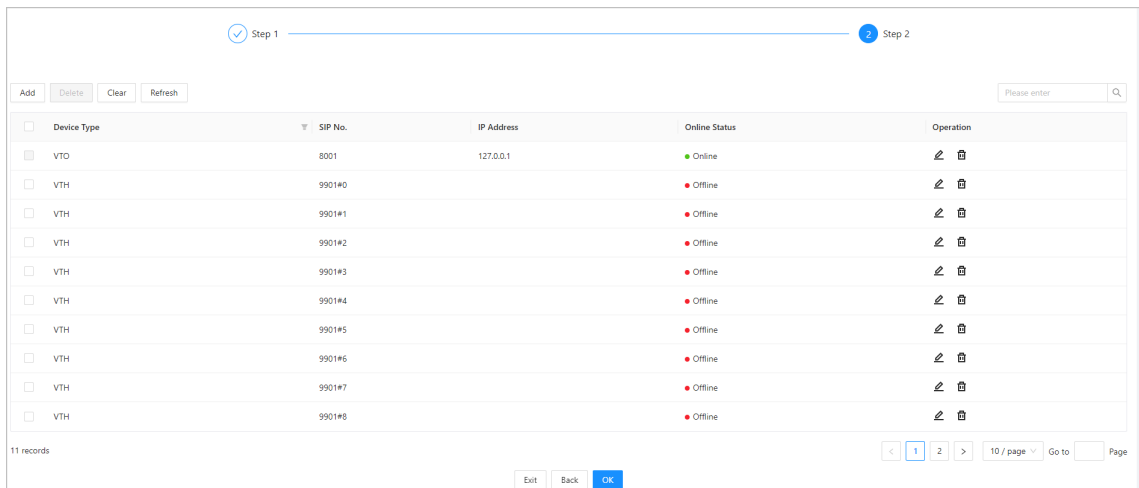 Step 1 2 Step 2
Add Delete Clear Refresh Please enter
Device Type SIP No. IP Address Online Status Operation
VTO 8001 127.0.0.1 Online
VTH 9901#0 Offline
VTH 9901#1 Offline
VTH 9901#2 Offline
VTH 9901#3 Offline
VTH 9901#4 Offline
VTH 9901#5 Offline
VTH 9901#6 Offline
VTH 9901#7 Offline
VTH 9901#8 Offline
11 records < 1 2 > 10 / page Go to Page
Exit Back OK